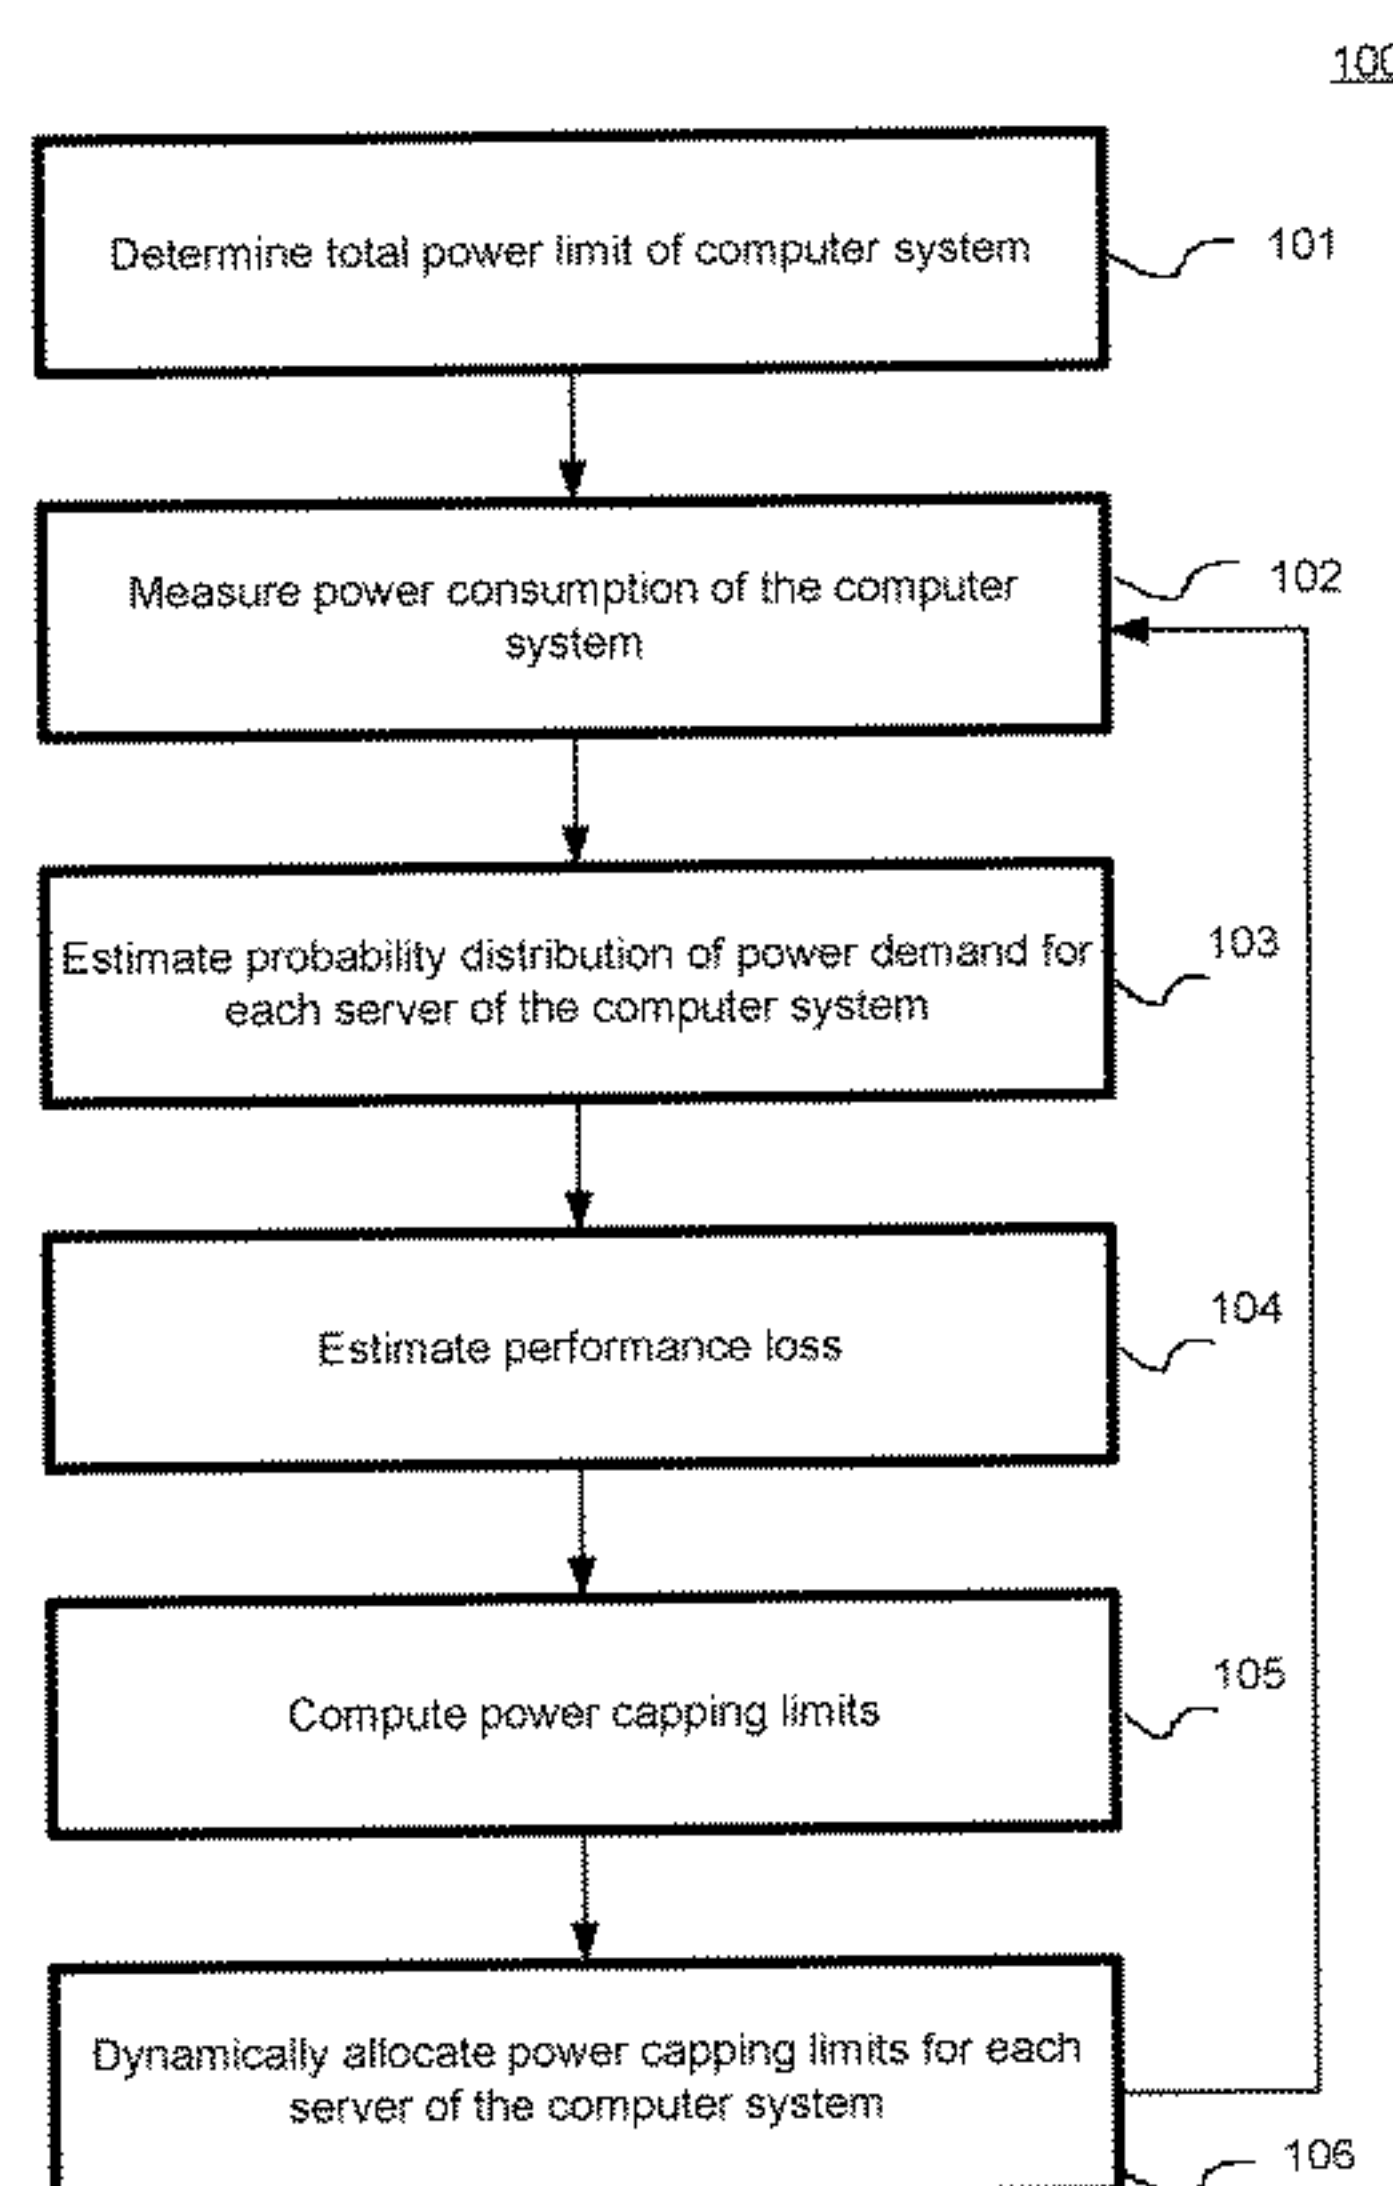 100
Determine total power limit of computer system
101
Measure power consumption of the computer
system
102
Estimate probability distribution of power demand for
each server of the computer system
103
Estimate performance loss
104
Compute power capping limits
105
Dynamically allocate power capping limits for each
server of the computer system
106